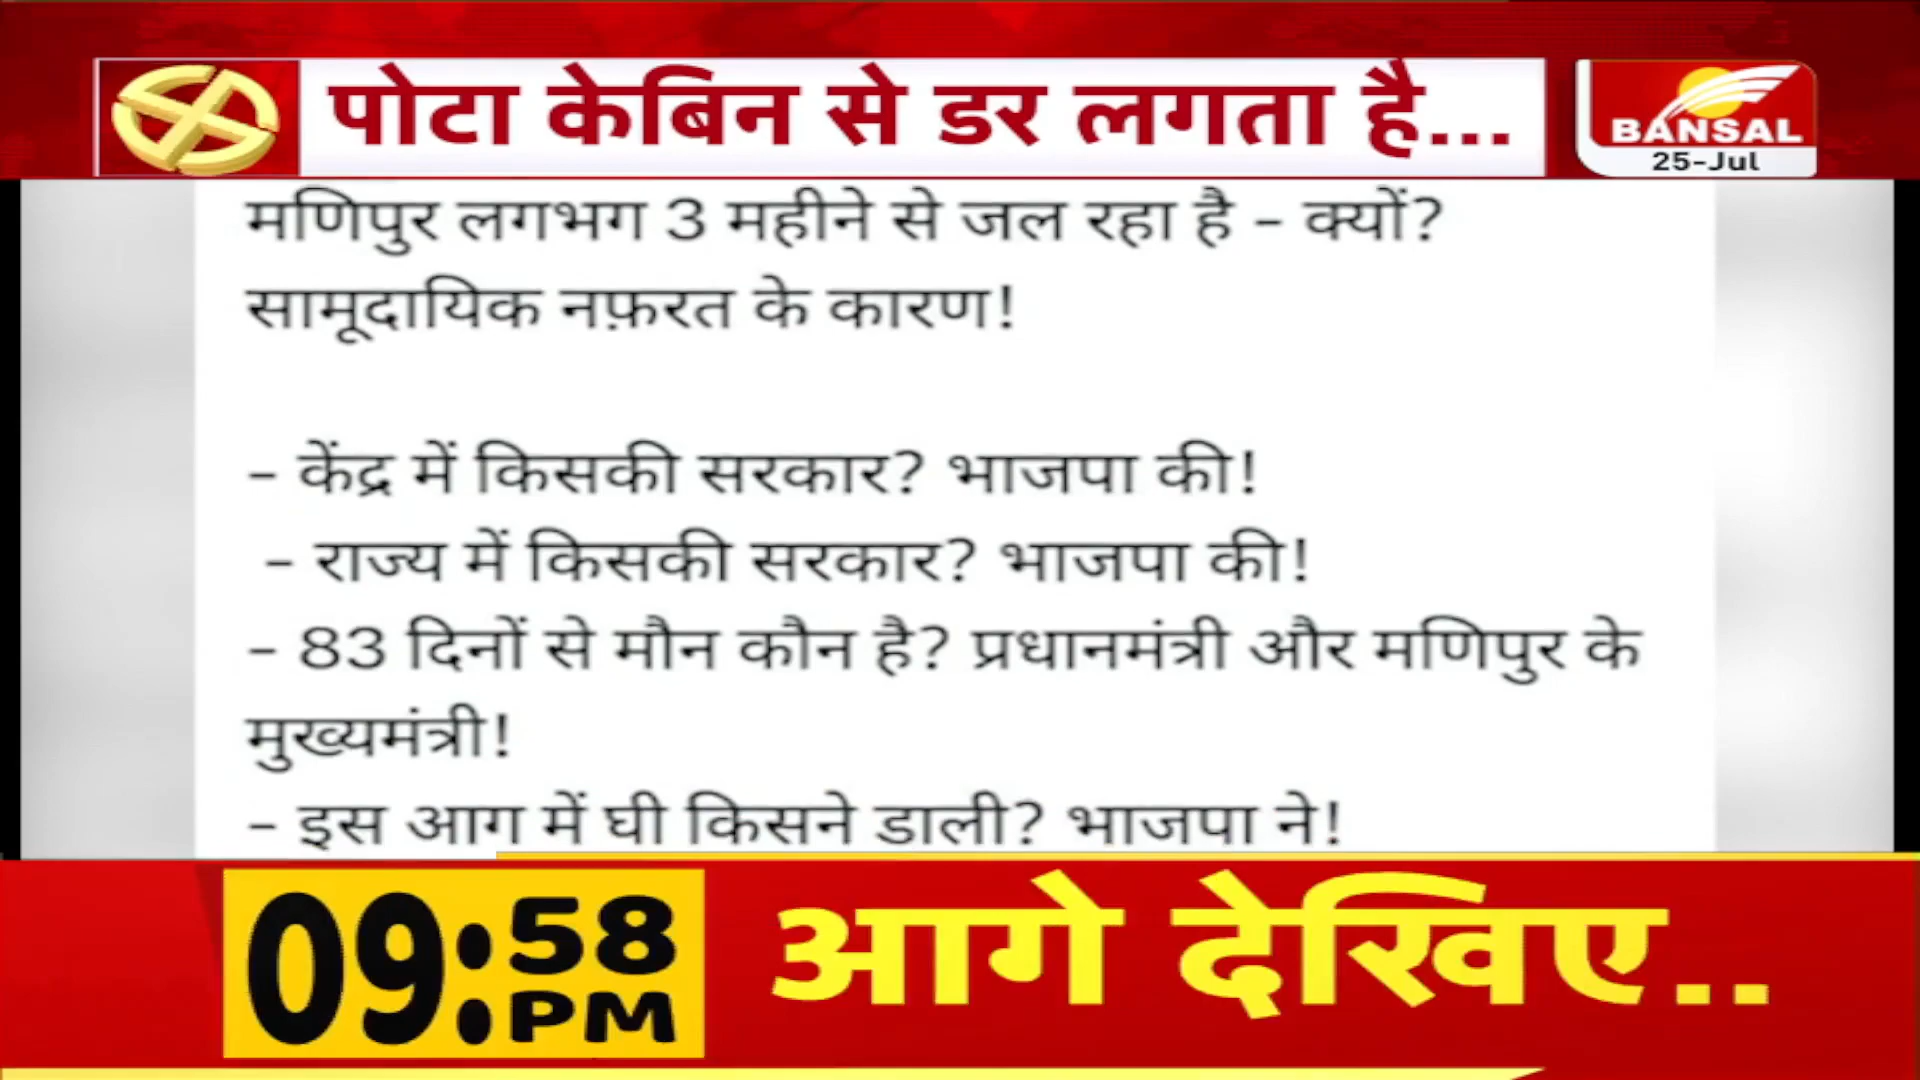 पोटा केबिन से डर लगता है...
BANSAL
25-Jul
मणिपुर लगभग 3 महीने से जल रहा है – क्यों?
सामूदायिक नफ़रत के कारण!
– केंद्र में किसकी सरकार? भाजपा की!
– राज्य में किसकी सरकार? भाजपा की!
– 83 दिनों से मौन कौन है? प्रधानमंत्री और मणिपुर के
मुख्यमंत्री!
– इस आग में घी किसने डाली? भाजपा ने!
09:58
PM
आगे देखिए..